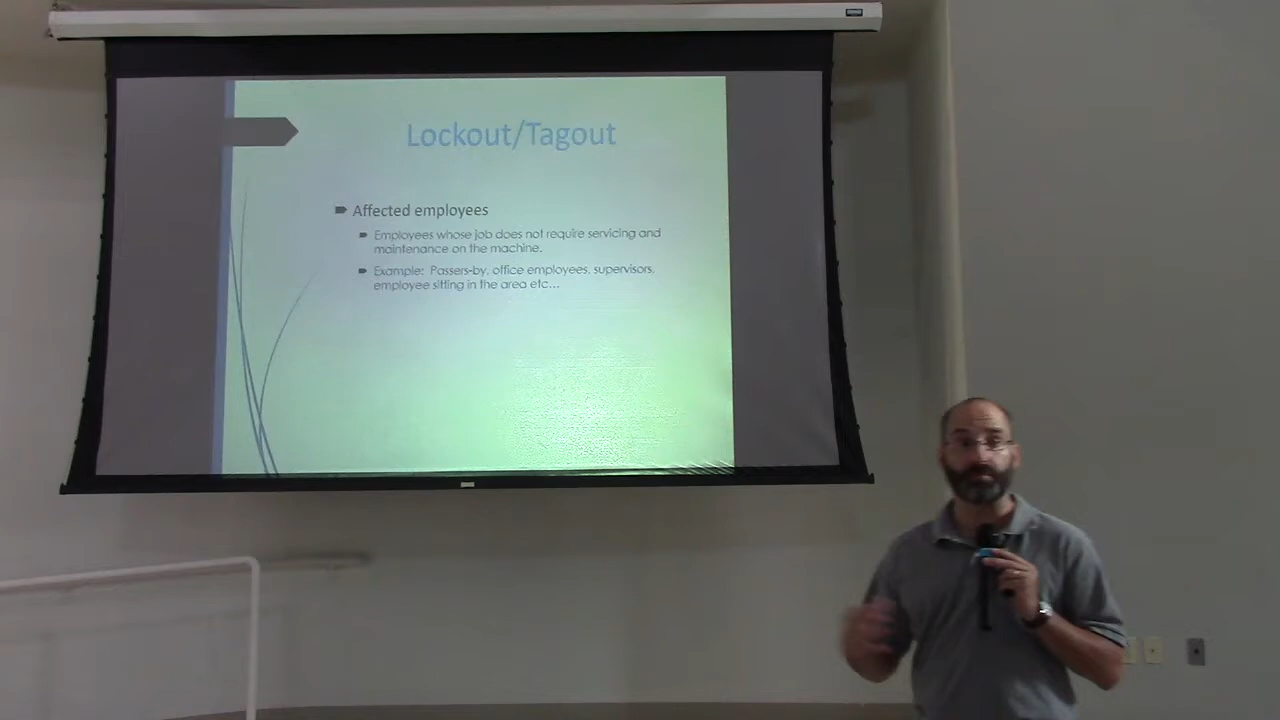 Lockout/Tagout
Affected employees
Employees whose job does not require servicing and
maintenance on the machine.
Example: Passers-by, office employees, supervisors,
employee sitting in the area etc…